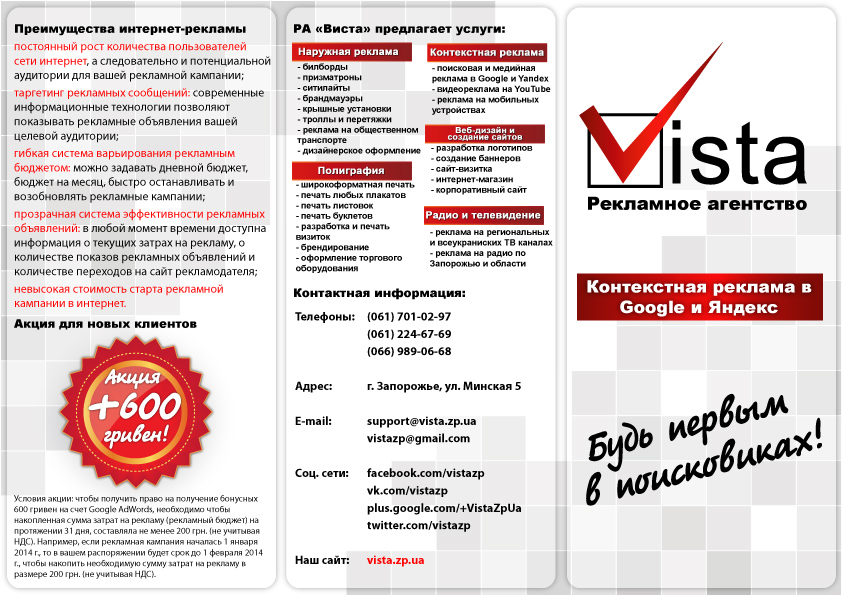 Преимущества интернет-рекламы
постоянный рост количества пользователей
сети интернет, а следовательно и потенциальной
аудитории для вашей рекламной кампании;
таргетинг рекламных сообщений: современные
информационные технологии позволяют
показывать рекламные объявления вашей
целевой аудитории;
гибкая система варьирования рекламным
бюджетом: можно задавать дневной бюджет,
бюджет на месяц, быстро останавливать и
возобновлять рекламные кампании;
прозрачная система эффективности рекламных
объявлений: в любой момент времени доступна
информация о текущих затрат на рекламу, о
количестве показов рекламных объявлений и
количестве переходов на сайт рекламодателя;
невысокая стоимость старта рекламной
кампании в интернет.
Акция для новых клиентов
Акция
+600
гривен!
Условия акции: чтобы получить право на получение бонусных
600 гривен на счет Google AdWords, необходимо чтобы
накопленная сумма затрат на рекламу (рекламный бюджет) на
протяжении 31 дня, составляла не менее 200 грн. (не учитывая
НДС). Например, если рекламная кампания началась 1 января
2014 г., то в вашем распоряжении будет срок до 1 февраля 2014
г., чтобы накопить необходимую сумму затрат на рекламу в
размере 200 грн. (не учитывая НДС).
РА «Виста» предлагает услуги:
Наружная реклама
- билборды
- призматроны
- ситилайты
- брандмауэры
- крышные установки
- троллы и перетяжки
- реклама на общественном
транспорте
- дизайнерское оформление
Полиграфия
- широкоформатная печать
- печать любых плакатов
- печать листовок
- печать буклетов
- разработка и печать
визиток
- брендирование
- оформление торгового
оборудования
Контекстная реклама
- поисковая и медийная
реклама в Google и Yandex
- видеореклама на YouTube
- реклама на мобильных
устройствах
Веб-дизайн и
создание сайтов
- разработка логотипов
- создание баннеров
- сайт-визитка
- интернет-магазин
- корпоративный сайт
Радио и телевидение
- реклама на региональных
и всеукраиниских ТВ каналах
- реклама на радио по
Запорожью и области
Контактная информация:
Телефоны: (061) 701-02-97
(061) 224-67-69
(066) 989-06-68
Адрес: г. Запорожье, ул. Минская 5
E-mail: support@vista.zp.ua
vistazp@gmail.com
Соц. сети: facebook.com/vistazp
vk.com/vistazp
plus.google.com/+VistaZpUa
twitter.com/vistazp
Наш сайт: vista.zp.ua
Vista
Рекламное агентство
Контекстная реклама в
Google и Яндекс
Будь первым
в поисковиках!